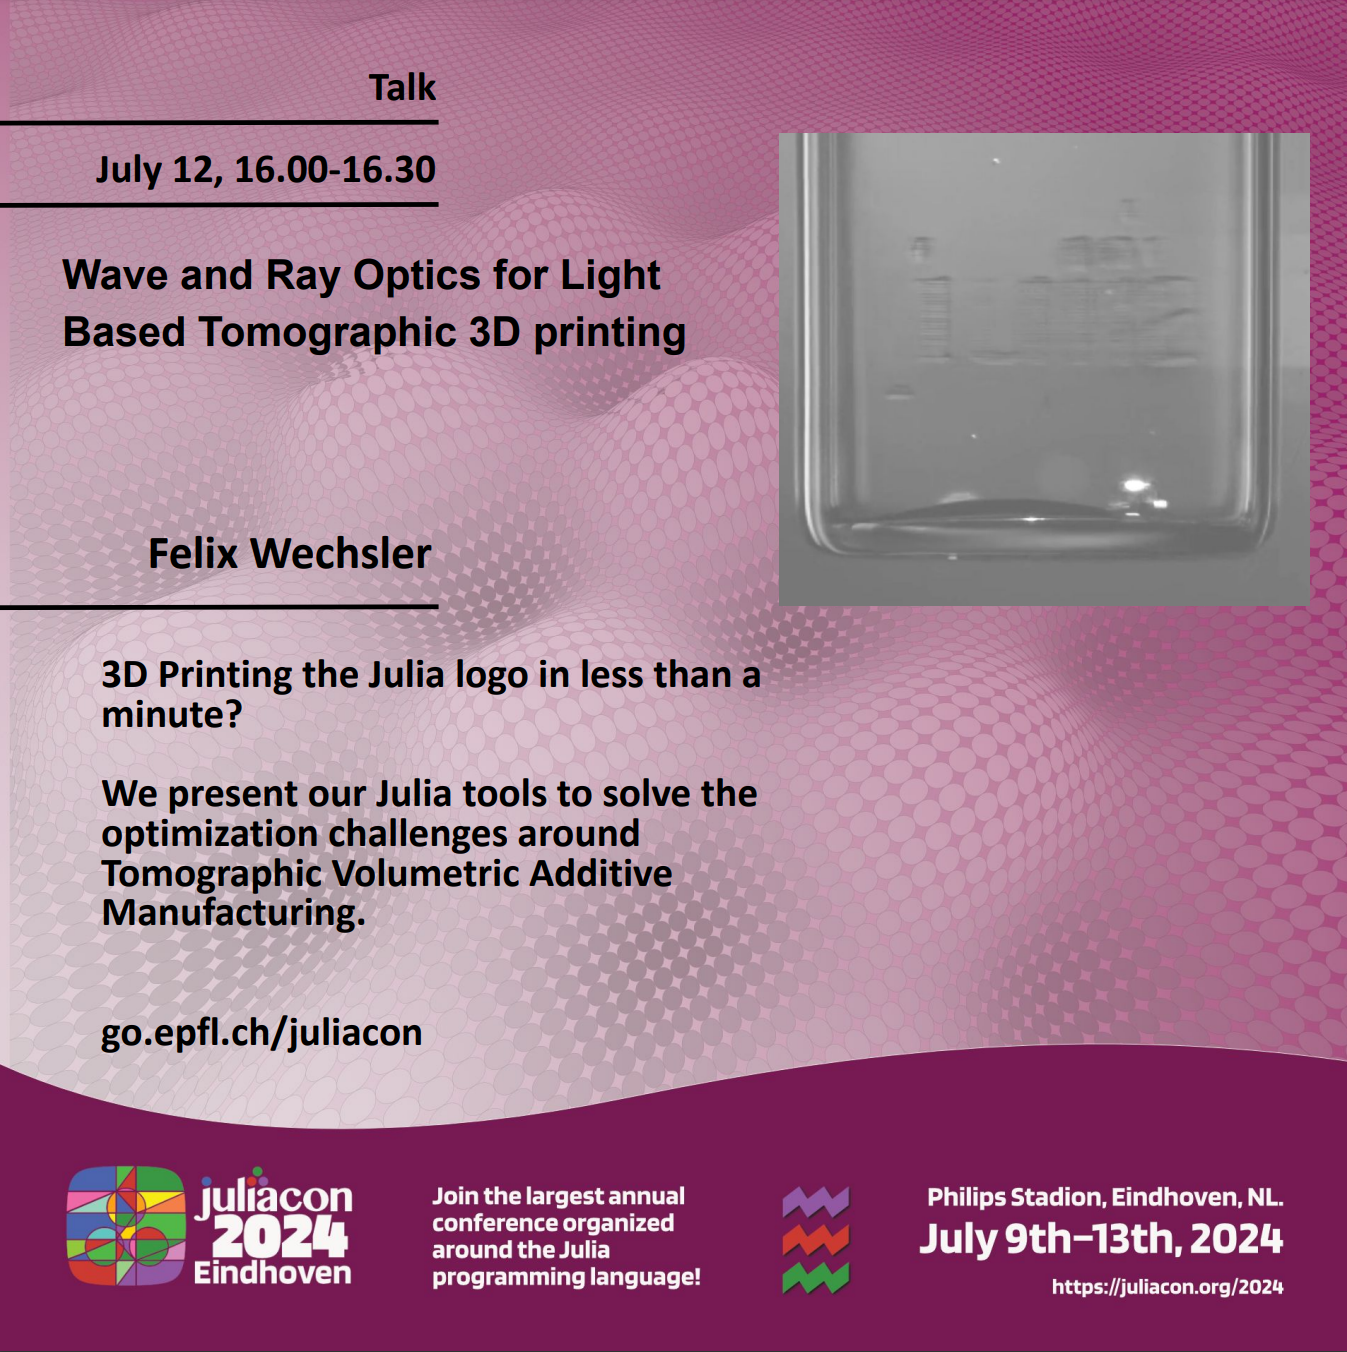 Talk
July 12, 16.00-16.30
Wave and Ray Optics for Light
Based Tomographic 3D printing
Felix Wechsler
3D Printing the Julia logo in less than a
minute?
We present our Julia tools to solve the
optimization challenges around
Tomographic Volumetric Additive
Manufacturing.
go.epfl.ch/juliacon
juliacon
2024
Eindhoven
Join the largest annual
conference organized
around the Julia
programming language!
Philips Stadion, Eindhoven, NL.
July 9th–13th, 2024
https://juliacon.org/2024